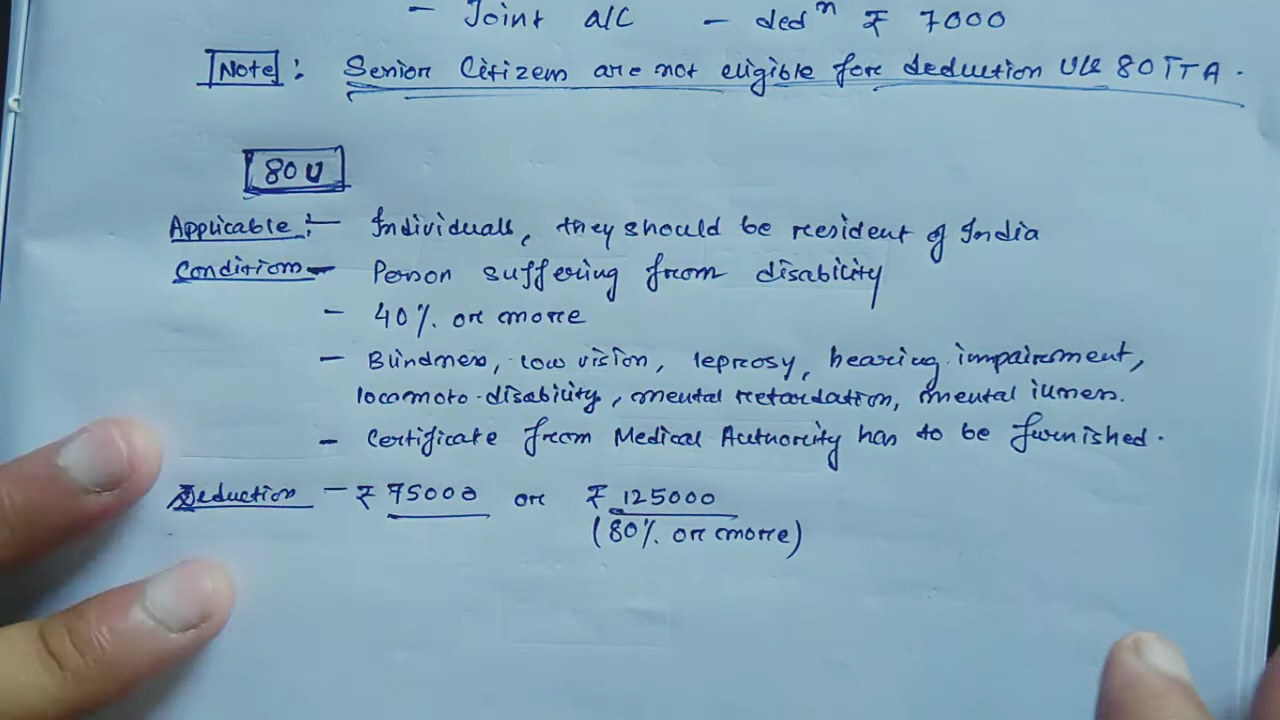 - Joint a/c - ded^n ₹ 7000
Note : Senior Citizens are not eligible for deduction U/s 80TTA.
80U
Applicable :- Individuals, they should be resident of India
Condition - Person suffering from disability
- 40% or more
- Blindness, low vision, leprosy, hearing impairment,
locomoto disability, mental retardation, mental illness.
- Certificate from Medical Authority has to be furnished.
Deduction - ₹ 75000 or ₹ 125000
(80% or more)